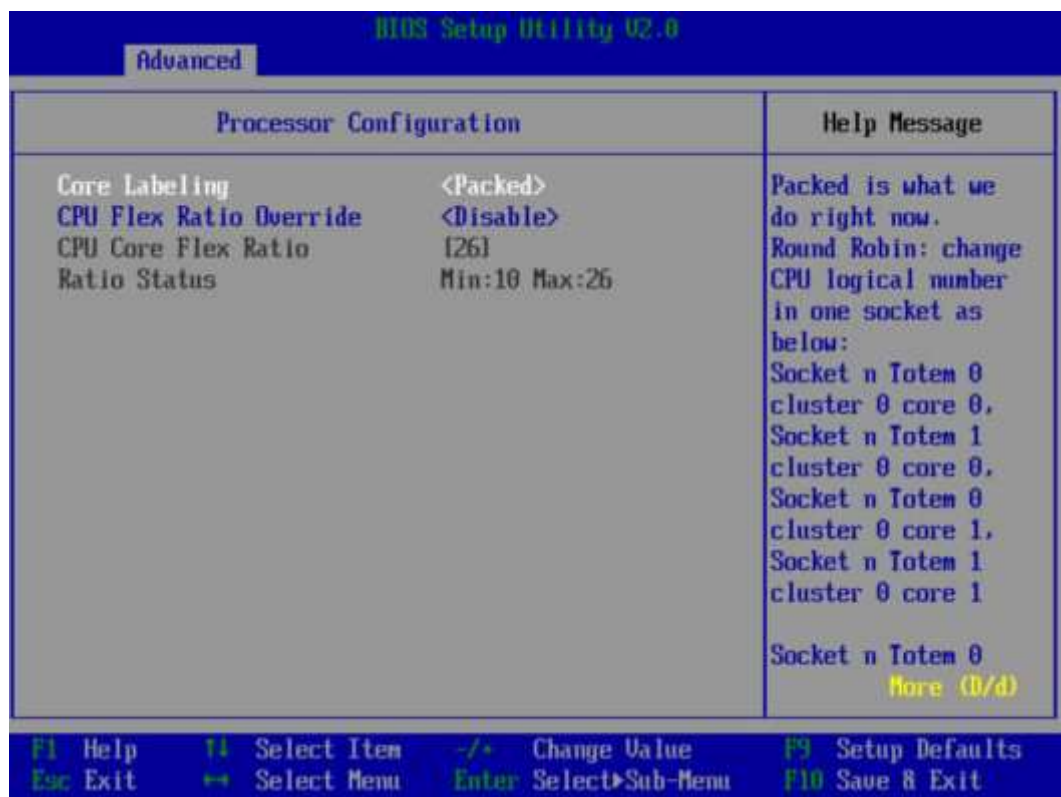 BIOS Setup Utility V2.0
Advanced
Processor Configuration
Core Labeling <Packed>
CPU Flex Ratio Override <Disable>
CPU Core Flex Ratio [26]
Ratio Status Min:10 Max:26
Help Message
Packed is what we
do right now.
Round Robin: change
CPU logical number
in one socket as
below:
Socket n Totem 0
cluster 0 core 0,
Socket n Totem 1
cluster 0 core 0,
Socket n Totem 0
cluster 0 core 1,
Socket n Totem 1
cluster 0 core 1
Socket n Totem 0
More (D/d)
F1 Help ↑↓ Select Item -/+ Change Value F9 Setup Defaults
Esc Exit ↔ Select Menu Enter Select▶Sub-Menu F10 Save & Exit